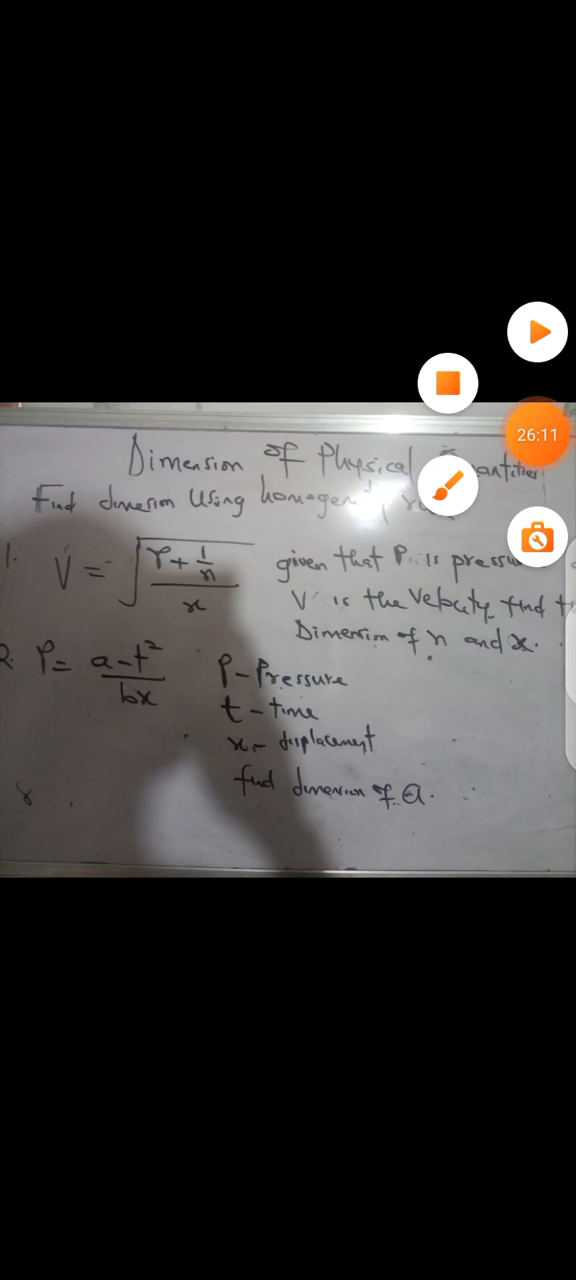 26:11
Dimension of Physical
Find dimension Using homogeneity
1. V = √((P + 1/n)/x) given that P. is
V is the Velocity find
Dimension of n and x.
2. P = (a - t²)/(bx) P - Pressure
t - time
x - displacement
find dimension of a.